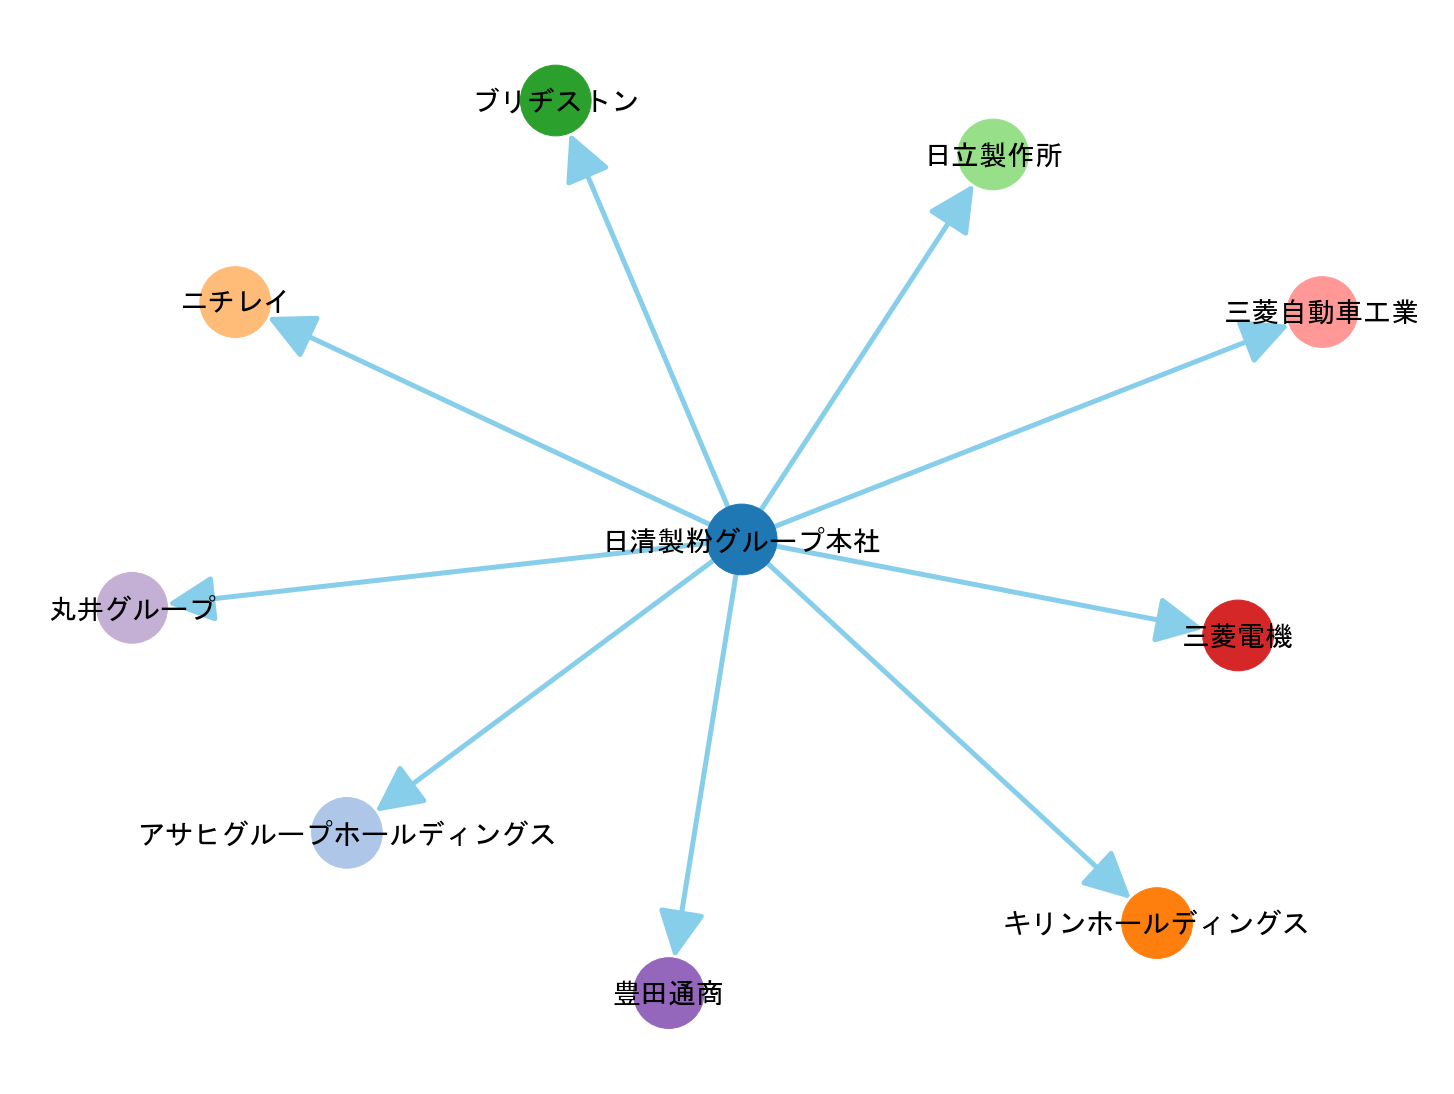 ブリヂストン
日立製作所
ニチレイ
三菱自動車工業
日清製粉グループ本社
丸井グループ
三菱電機
アサヒグループホールディングス
キリンホールディングス
豊田通商